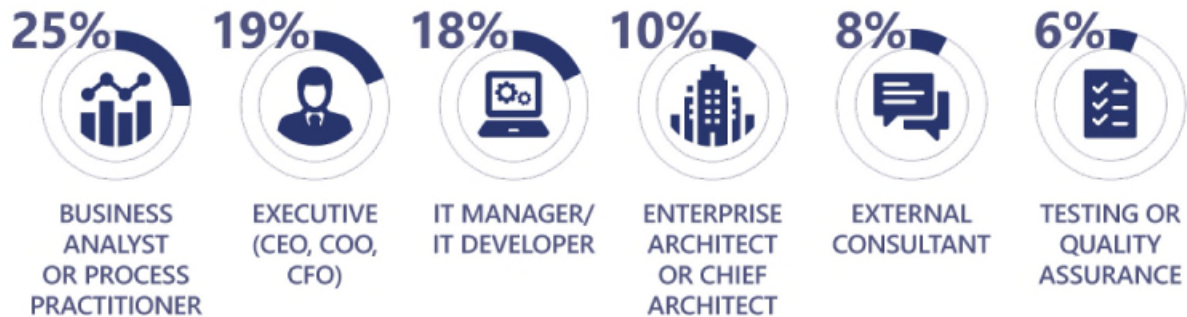 25%
BUSINESS
ANALYST
OR PROCESS
PRACTITIONER
19%
EXECUTIVE
(CEO, COO,
CFO)
18%
IT MANAGER/
IT DEVELOPER
10%
ENTERPRISE
ARCHITECT
OR CHIEF
ARCHITECT
8%
EXTERNAL
CONSULTANT
6%
TESTING OR
QUALITY
ASSURANCE